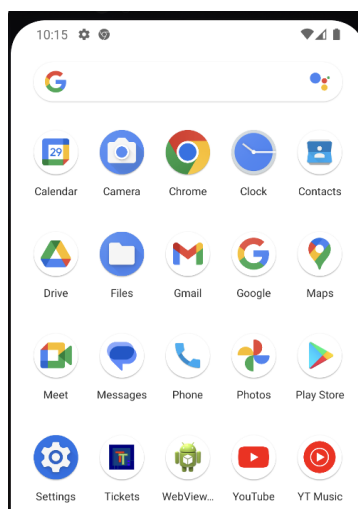 10:15
Calendar Camera Chrome Clock Contacts
Drive Files Gmail Google Maps
Meet Messages Phone Photos Play Store
Settings Tickets WebView... YouTube YT Music